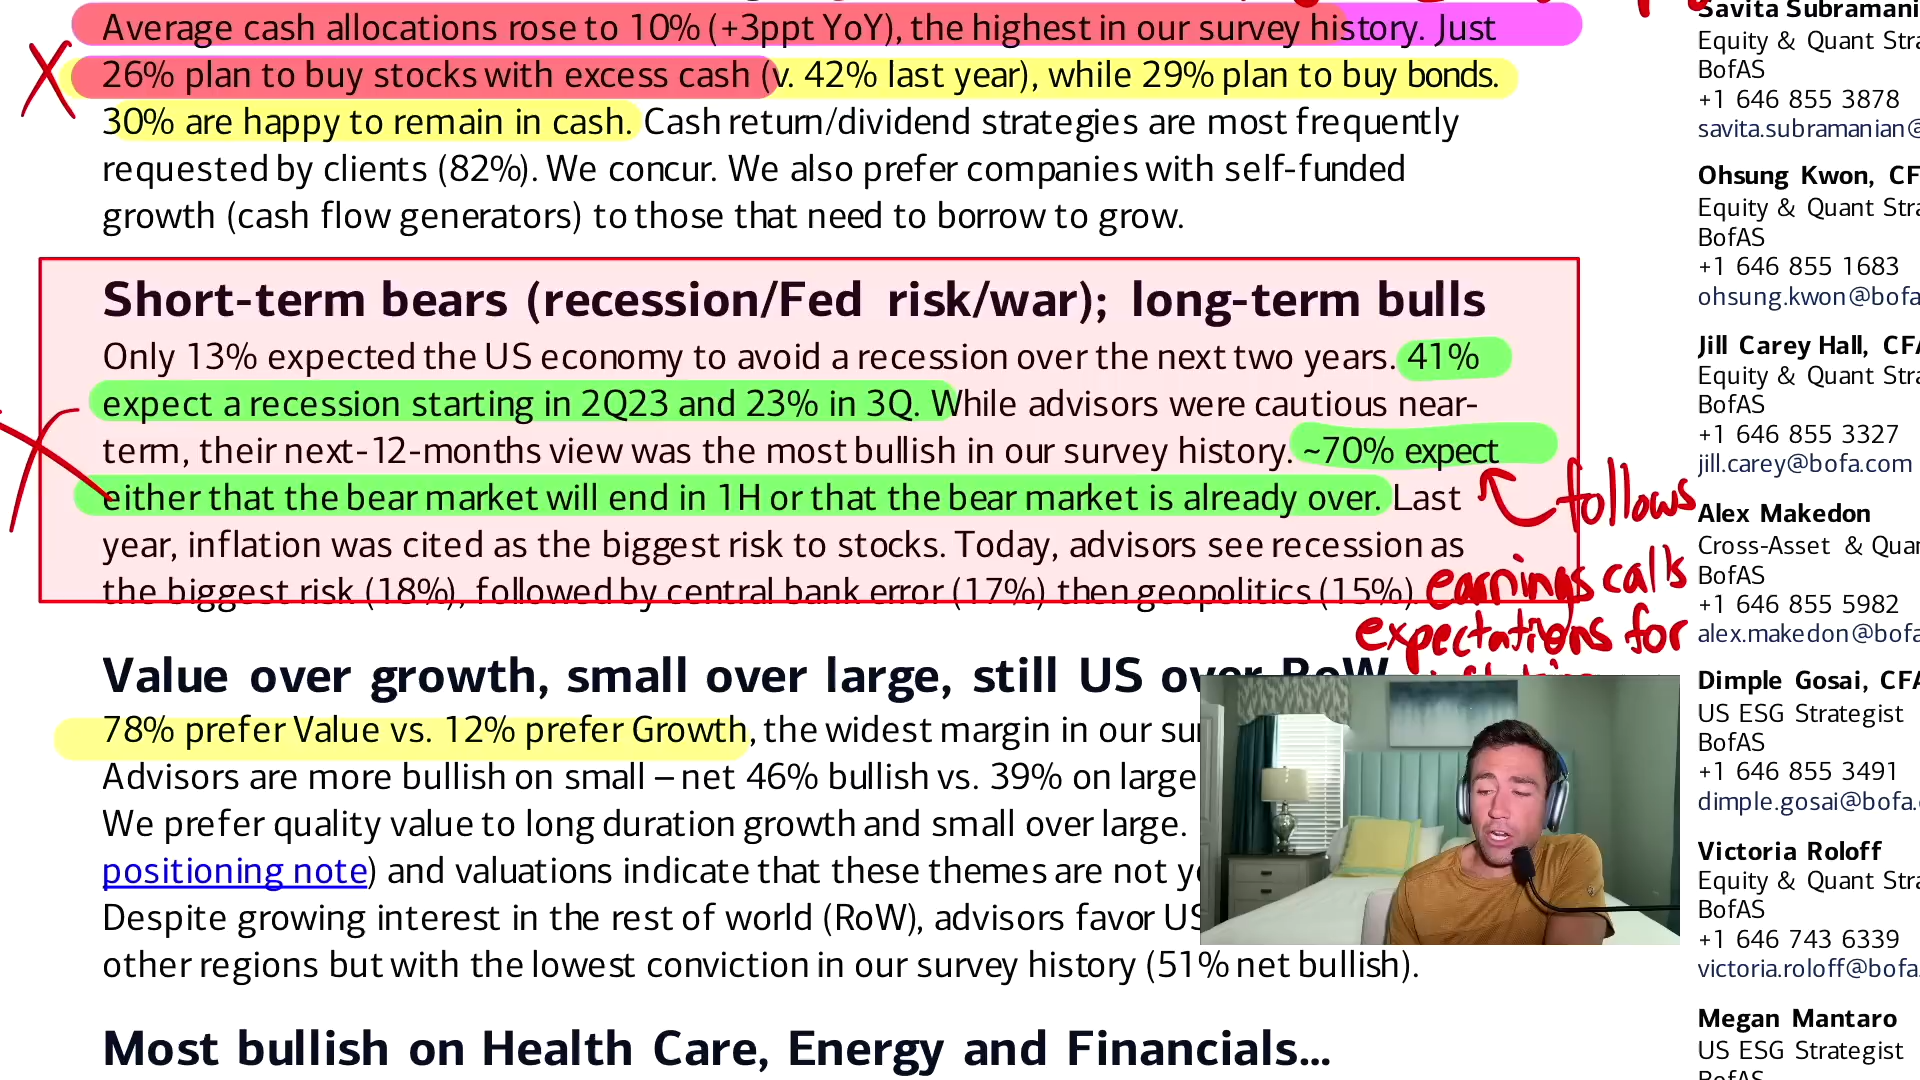 Average cash allocations rose to 10% (+3ppt YoY), the highest in our survey history. Just
26% plan to buy stocks with excess cash (v. 42% last year), while 29% plan to buy bonds.
30% are happy to remain in cash. Cash return/dividend strategies are most frequently
requested by clients (82%). We concur. We also prefer companies with self-funded
growth (cash flow generators) to those that need to borrow to grow.
Short-term bears (recession/Fed risk/war); long-term bulls
Only 13% expected the US economy to avoid a recession over the next two years. 41%
expect a recession starting in 2Q23 and 23% in 3Q. While advisors were cautious near-
term, their next-12-months view was the most bullish in our survey history. ~70% expect
either that the bear market will end in 1H or that the bear market is already over. Last
year, inflation was cited as the biggest risk to stocks. Today, advisors see recession as
the biggest risk (18%), followed by central bank error (17%) then geopolitics (15%).
follows
earnings calls
expectations for
Value over growth, small over large, still US over RoW
78% prefer Value vs. 12% prefer Growth, the widest margin in our
Advisors are more bullish on small – net 46% bullish vs. 39% on large
We prefer quality value to long duration growth and small over large.
positioning note) and valuations indicate that these themes are not
Despite growing interest in the rest of world (RoW), advisors favor US
other regions but with the lowest conviction in our survey history (51% net bullish).
Most bullish on Health Care, Energy and Financials...
Savita Subramani
Equity & Quant Stra
BofAS
+1 646 855 3878
savita.subramanian@
Ohsung Kwon, CF
Equity & Quant Stra
BofAS
+1 646 855 1683
ohsung.kwon@bofa
Jill Carey Hall, CFA
Equity & Quant Stra
BofAS
+1 646 855 3327
jill.carey@bofa.com
Alex Makedon
Cross-Asset & Quan
BofAS
+1 646 855 5982
alex.makedon@bofa
Dimple Gosai, CFA
US ESG Strategist
BofAS
+1 646 855 3491
dimple.gosai@bofa.
Victoria Roloff
Equity & Quant Stra
BofAS
+1 646 743 6339
victoria.roloff@bofa
Megan Mantaro
US ESG Strategist
BofAS